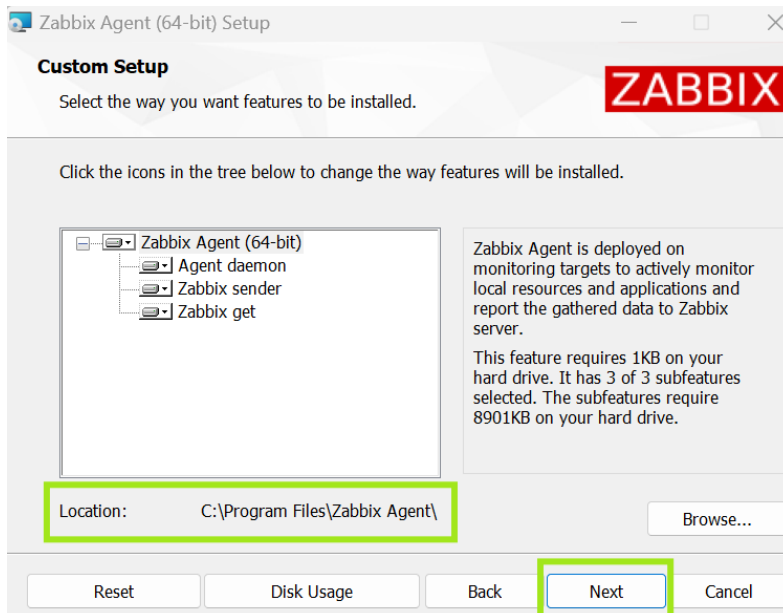 Zabbix Agent (64-bit) Setup
Custom Setup
Select the way you want features to be installed.
ZABBIX
Click the icons in the tree below to change the way features will be installed.
Zabbix Agent (64-bit)
Agent daemon
Zabbix sender
Zabbix get
Zabbix Agent is deployed on
monitoring targets to actively monitor
local resources and applications and
report the gathered data to Zabbix
server.
This feature requires 1KB on your
hard drive. It has 3 of 3 subfeatures
selected. The subfeatures require
8901KB on your hard drive.
Location: C:\Program Files\Zabbix Agent\
Browse...
Reset Disk Usage Back Next Cancel